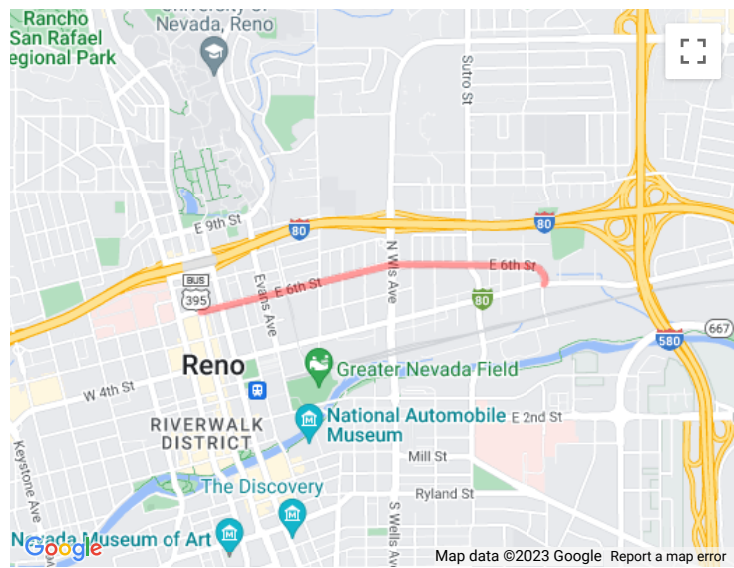 Rancho
San Rafael
Regional Park
University of
Nevada, Reno
Sutro St
E 9th St
80
80
N Wls Ave
E 6th St
E 6th St
BUS
395
Evans Ave
80
667
580
Reno
Greater Nevada Field
W 4th St
National Automobile
Museum
E 2nd St
RIVERWALK
DISTRICT
Keystone Ave
Mill St
The Discovery
Ryland St
S Wells Ave
Nevada Museum of Art
Google
Map data ©2023 Google
Report a map error